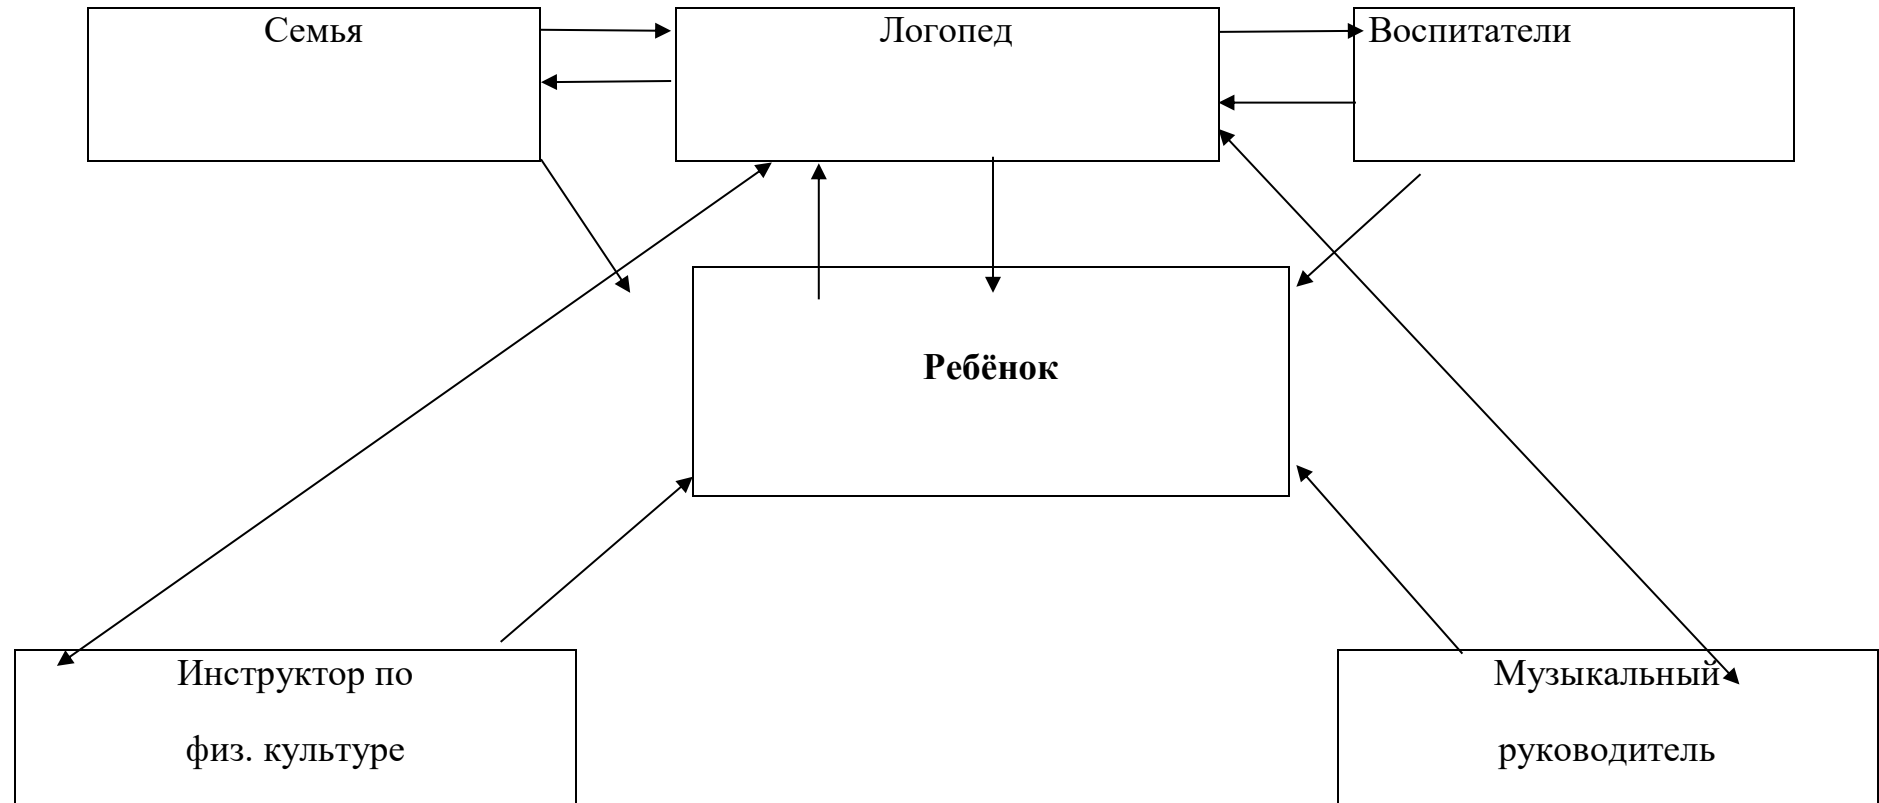 Семья
Логопед
Воспитатели
Ребёнок
Инструктор по
физ. культуре
Музыкальный
руководитель